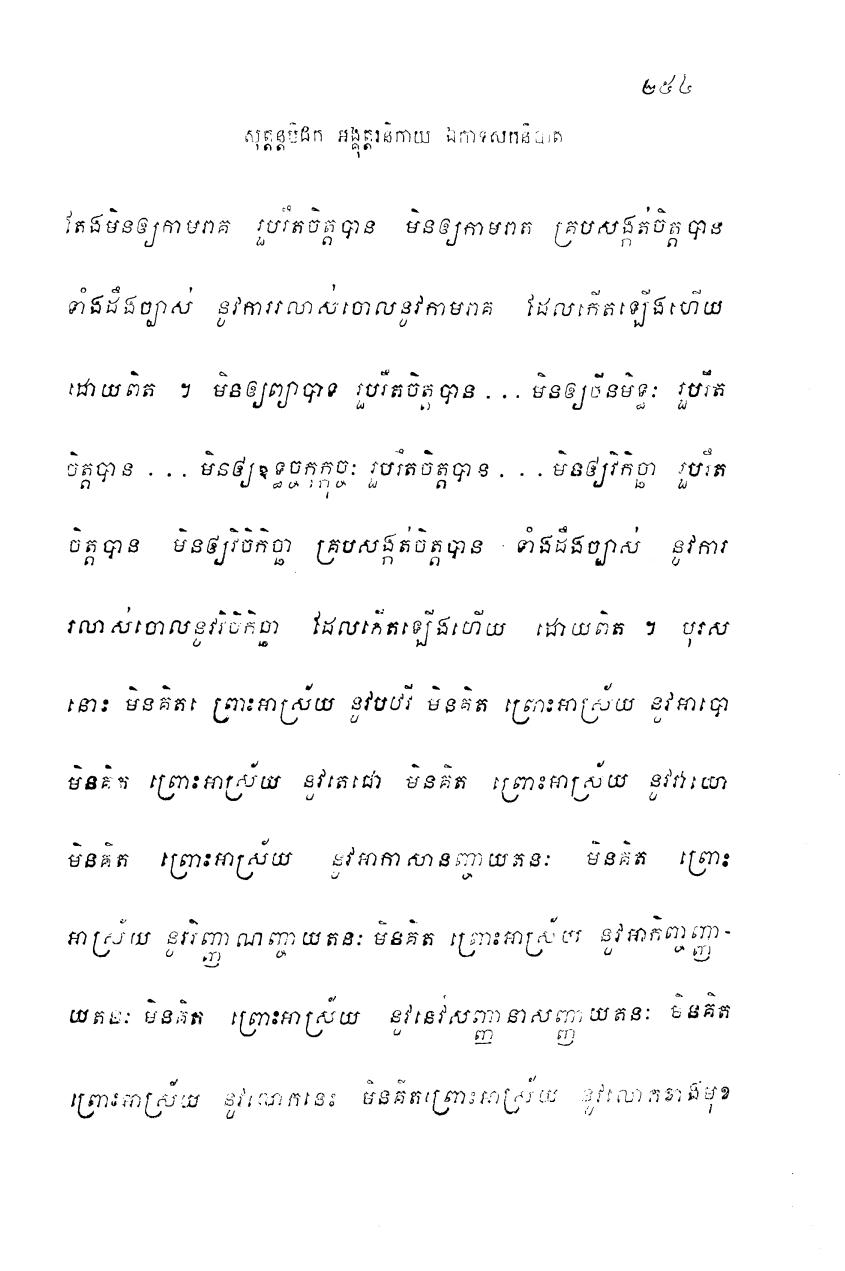 ២៥៤
សុត្តន្តបិដក អង្គុត្តរនិកាយ ឯកាទសកនិបាត
តែងមិនឲ្យកាមរាគ រួបរឹតចិត្តបាន មិនឲ្យកាមរាគ គ្របសង្កត់ចិត្តបាន
ទាំងដឹងច្បាស់ នូវការរលាស់ចោលនូវកាមរាគ ដែលកើតឡើងហើយ
ដោយពិត ។ មិនឲ្យព្យាបាទ រួបរឹតចិត្តបាន ... មិនឲ្យថីនមិទ្ធៈ រួបរឹត
ចិត្តបាន ... មិនឲ្យឧទ្ធច្ចកុក្កុច្ចៈ រួបរឹតចិត្តបាន ... មិនឲ្យវិកិច្ឆា រួបរឹត
ចិត្តបាន មិនឲ្យវិចិកិច្ឆា គ្របសង្កត់ចិត្តបាន ទាំងដឹងច្បាស់ នូវការ
រលាស់ចោលនូវវិចិកិច្ឆា ដែលកើតឡើងហើយ ដោយពិត ។ បុរស
នោះ មិនគិត ព្រោះអាស្រ័យ នូវបឋវី មិនគិត ព្រោះអាស្រ័យ នូវអាបោ
មិនគិត ព្រោះអាស្រ័យ នូវតេជោ មិនគិត ព្រោះអាស្រ័យ នូវវាយោ
មិនគិត ព្រោះអាស្រ័យ នូវអាកាសានញ្ចាយតនៈ មិនគិត ព្រោះ
អាស្រ័យ នូវវិញ្ញាណញ្ចាយតនៈ មិនគិត ព្រោះអាស្រ័យ នូវអាកិញ្ចញ្ញា-
យតនៈ មិនគិត ព្រោះអាស្រ័យ នូវនេវសញ្ញានាសញ្ញាយតនៈ មិនគិត
ព្រោះអាស្រ័យ នូវលោកនេះ មិនគិតព្រោះអាស្រ័យ នូវលោកខាងមុខ